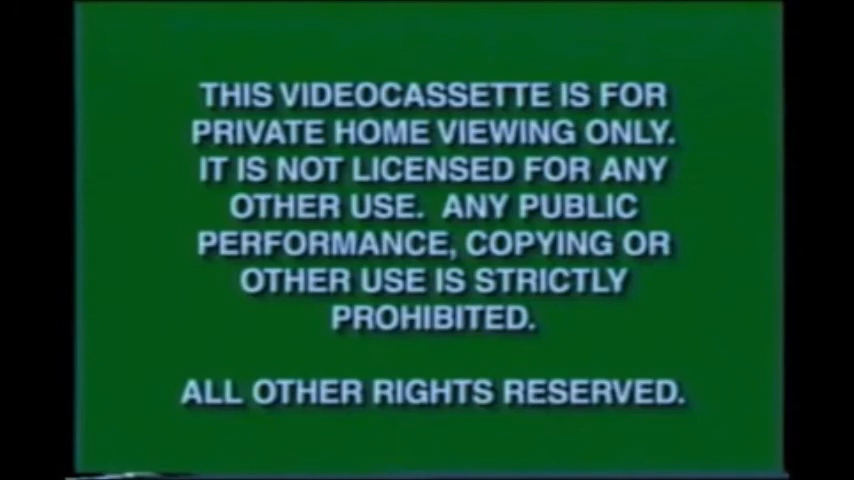 THIS VIDEOCASSETTE IS FOR
PRIVATE HOME VIEWING ONLY.
IT IS NOT LICENSED FOR ANY
OTHER USE.  ANY PUBLIC
PERFORMANCE, COPYING OR
OTHER USE IS STRICTLY
PROHIBITED.
ALL OTHER RIGHTS RESERVED.